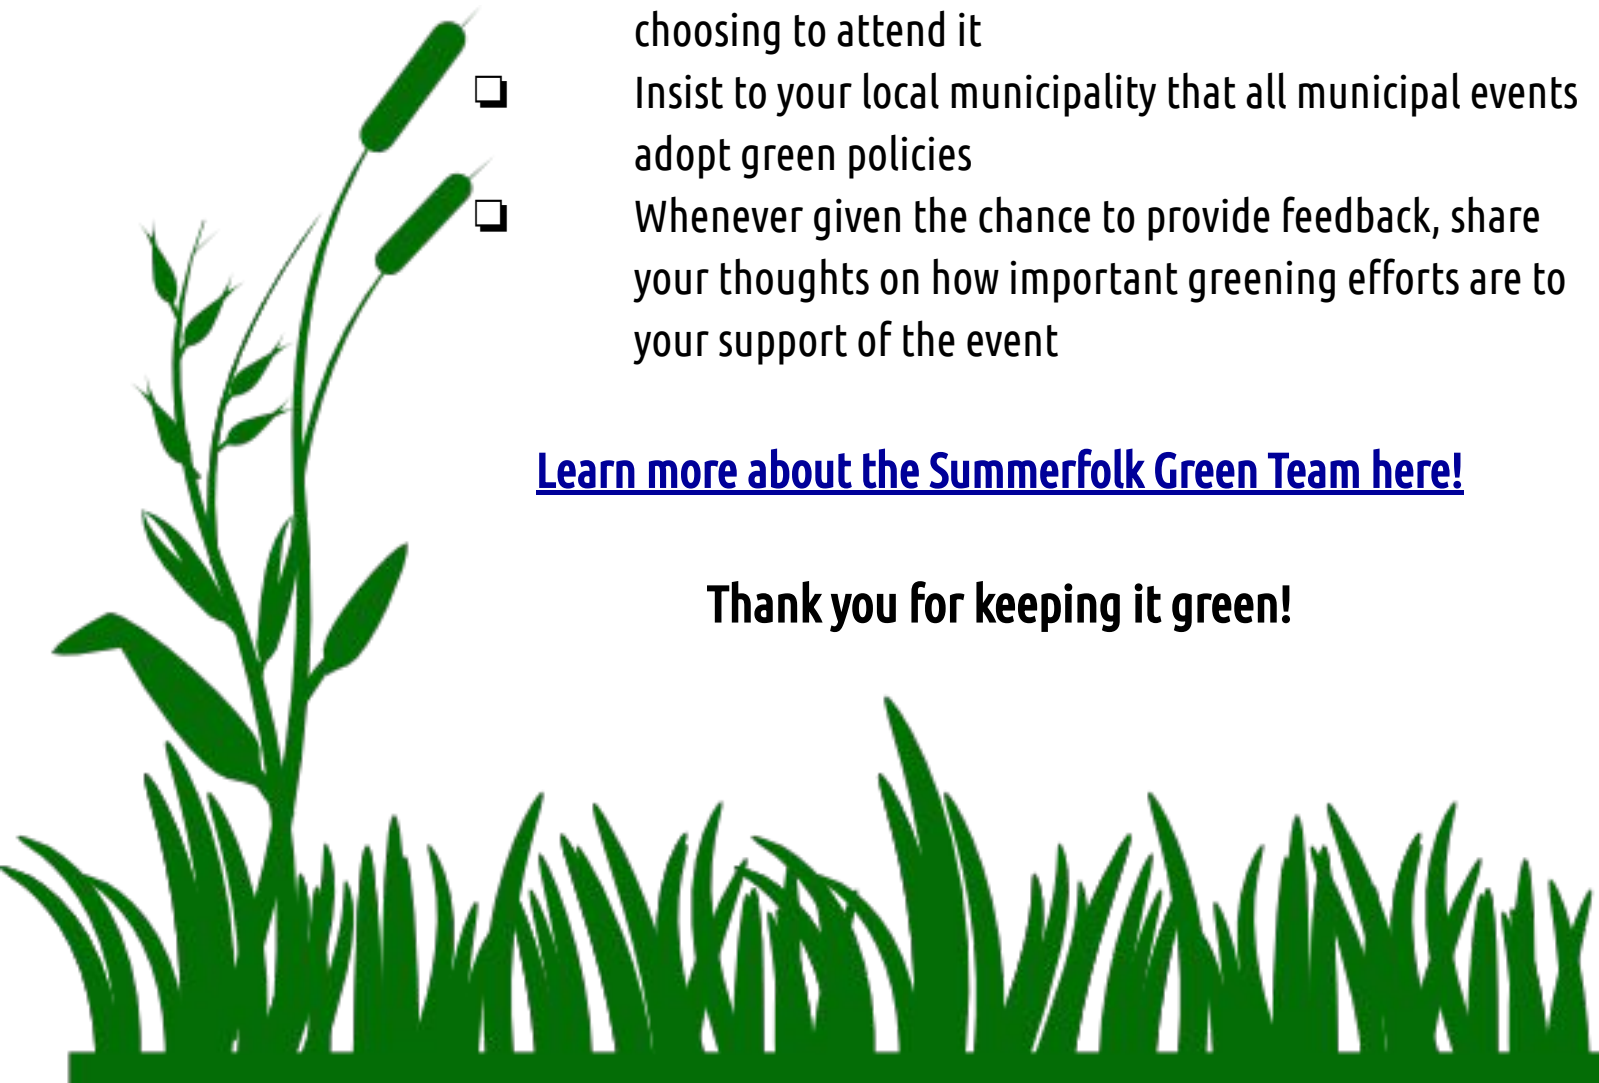 choosing to attend it
❏ Insist to your local municipality that all municipal events
adopt green policies
❏ Whenever given the chance to provide feedback, share
your thoughts on how important greening efforts are to
your support of the event
Learn more about the Summerfolk Green Team here!
Thank you for keeping it green!